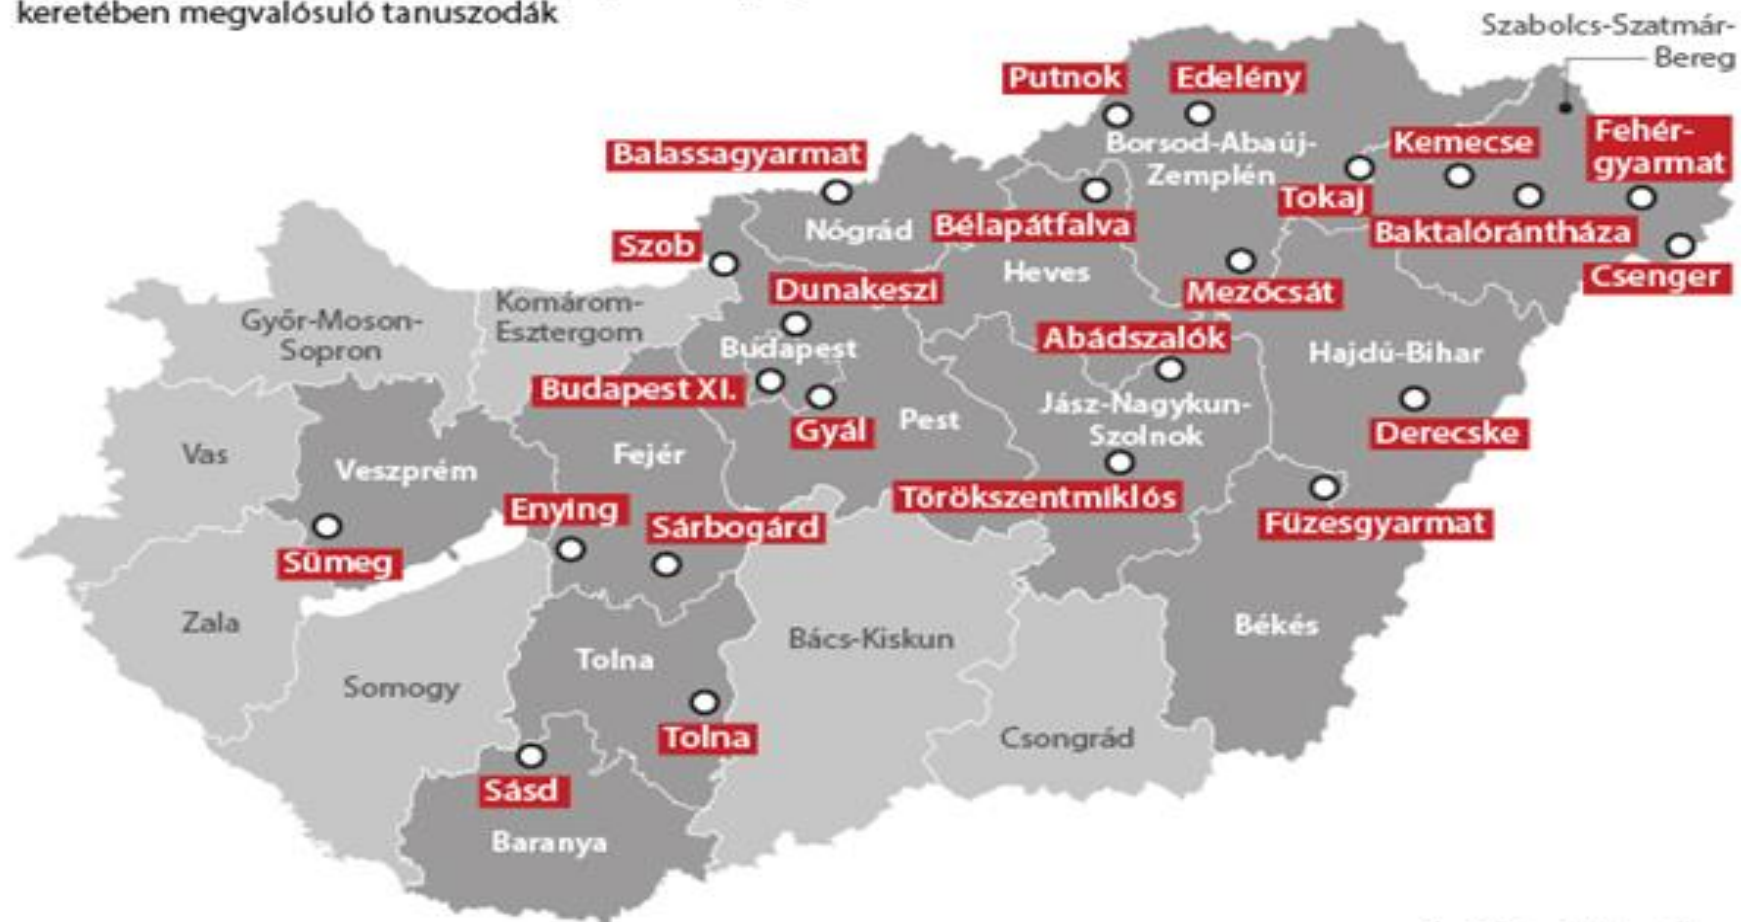 keretében megvalósuló tanuszodák
Szabolcs-Szatmár-
Bereg
Putnok
Edelény
Borsod-Abaúj-
Zemplén
Kemecse
Fehér-
gyarmat
Balassagyarmat
Tokaj
Nógrád
Bélapátfalva
Baktalórántháza
Szob
Heves
Csenger
Dunakeszi
Mezőcsát
Győr-Moson-
Sopron
Komárom-
Esztergom
Budapest
Abádszalók
Hajdú-Bihar
Budapest XI.
Gyál
Pest
Jász-Nagykun-
Szolnok
Derecske
Vas
Veszprém
Fejér
Enying
Sárbogárd
Törökszentmiklós
Füzesgyarmat
Sümeg
Zala
Tolna
Bács-Kiskun
Békés
Somogy
Tolna
Csongrád
Sásd
Baranya